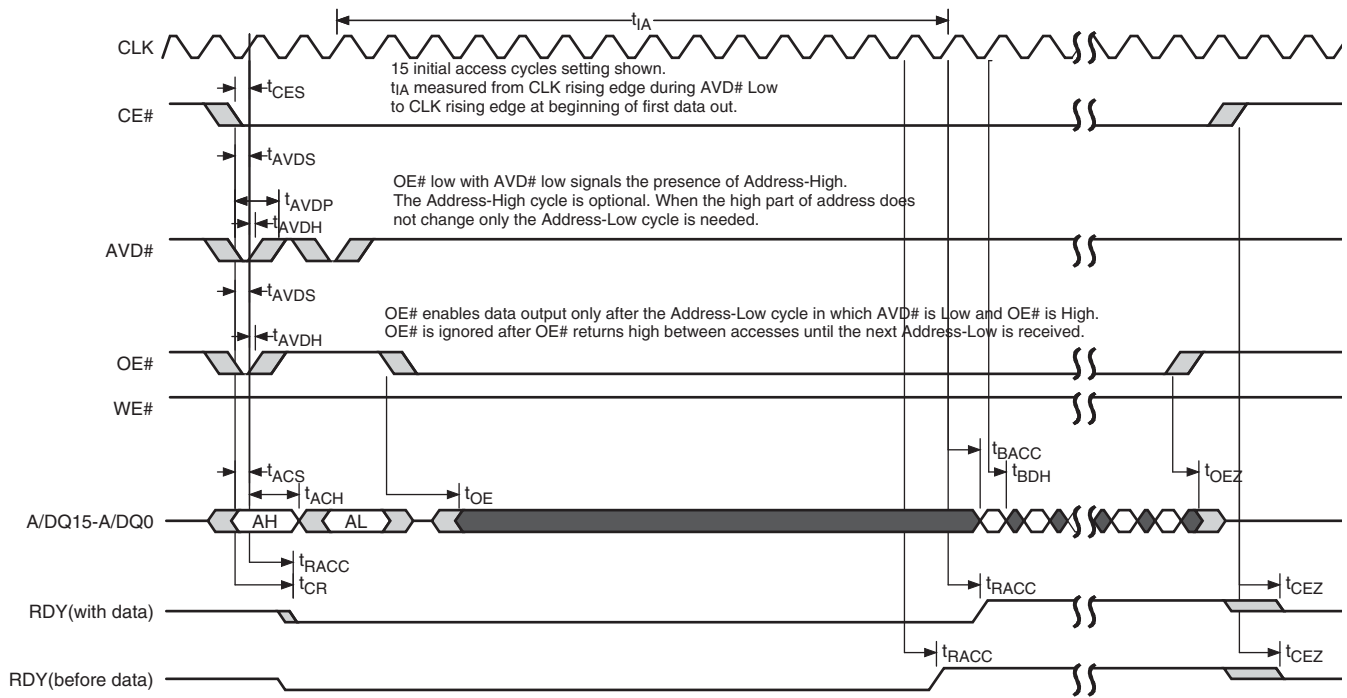 tIA
CLK
15 initial access cycles setting shown.
tIA measured from CLK rising edge during AVD# Low
to CLK rising edge at beginning of first data out.
tCES
CE#
tAVDS
OE# low with AVD# low signals the presence of Address-High.
The Address-High cycle is optional. When the high part of address does
not change only the Address-Low cycle is needed.
tAVDP
tAVDH
AVD#
tAVDS
OE# enables data output only after the Address-Low cycle in which AVD# is Low and OE# is High.
OE# is ignored after OE# returns high between accesses until the next Address-Low is received.
tAVDH
OE#
WE#
tBACC
tACS
tBDH
tOEZ
tACH
tOE
A/DQ15-A/DQ0
AH
AL
tRACC
tCR
tRACC
tCEZ
RDY(with data)
tRACC
tCEZ
RDY(before data)